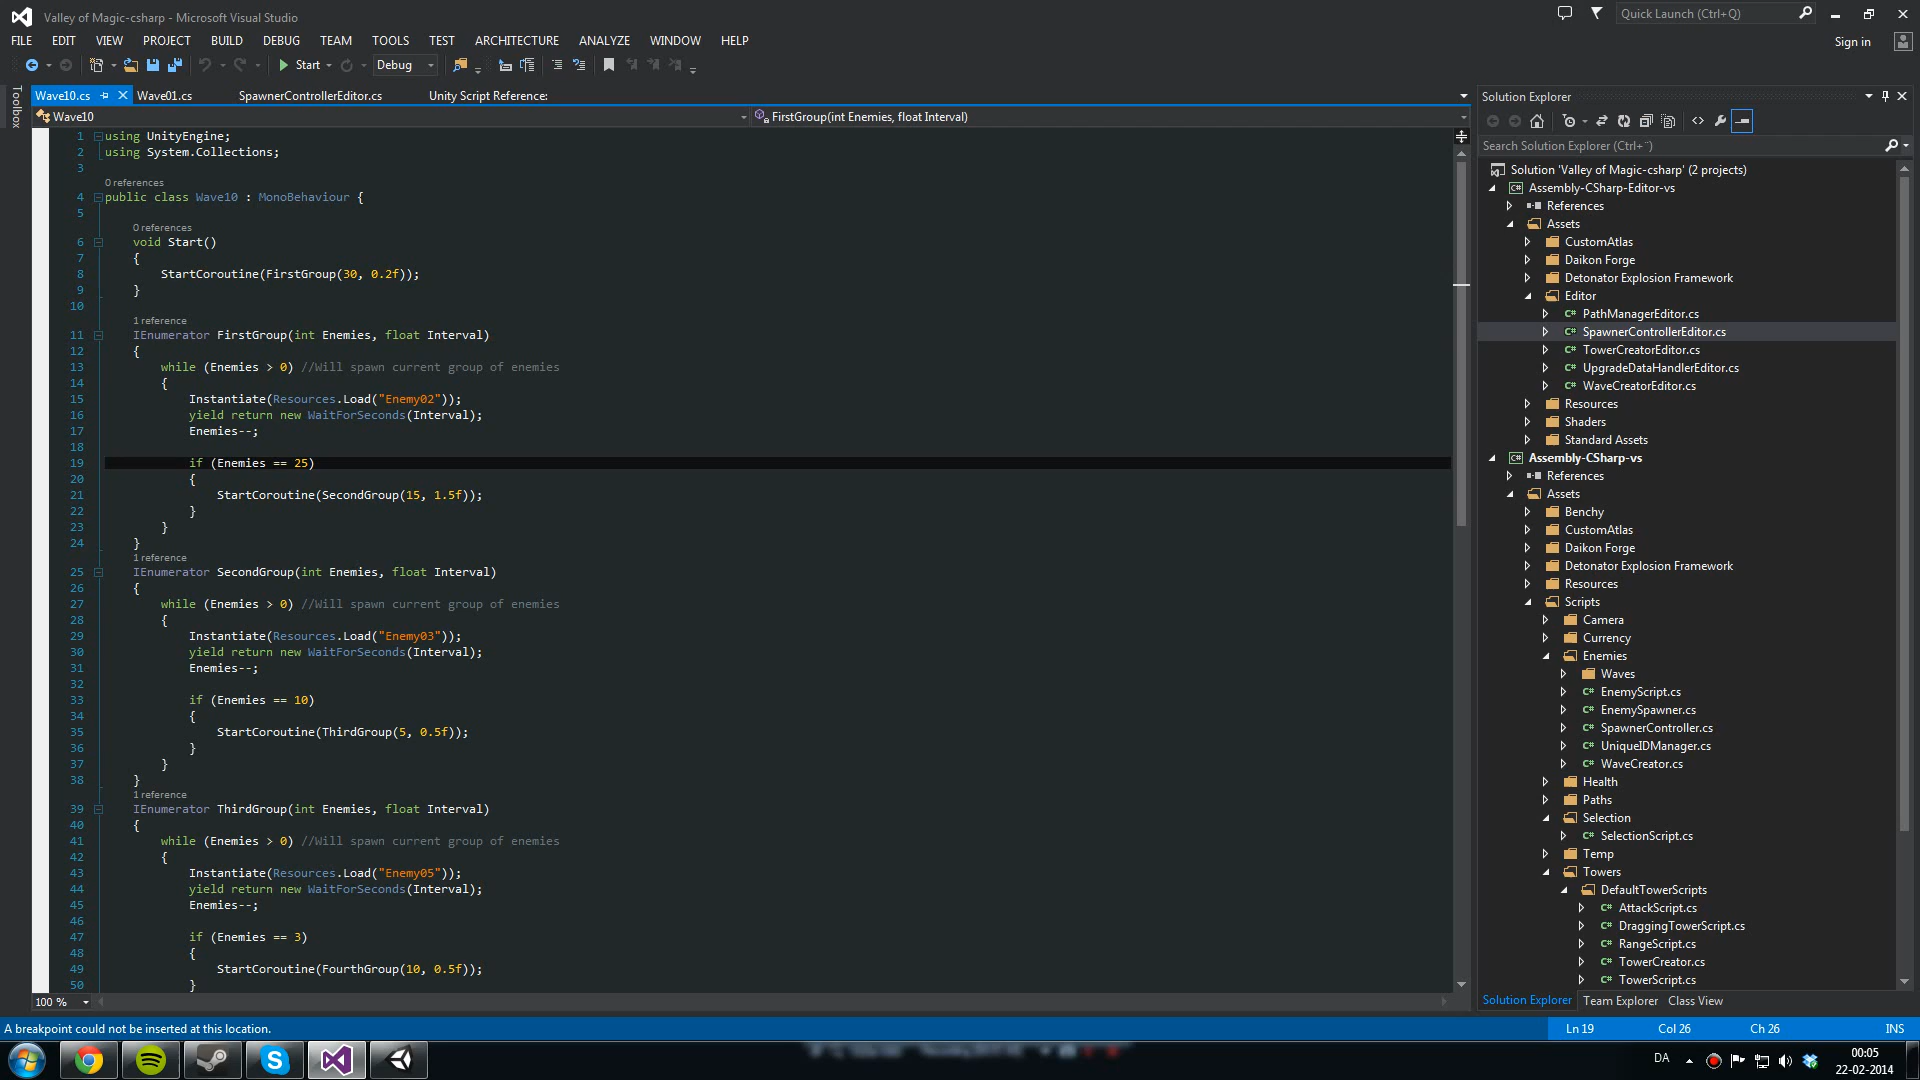 Valley of Magic-csharp - Microsoft Visual Studio
Quick Launch (Ctrl+Q)
FILE EDIT VIEW PROJECT BUILD DEBUG TEAM TOOLS TEST ARCHITECTURE ANALYZE WINDOW HELP
Sign in
Start Debug
Toolbox
Wave10.cs Wave01.cs SpawnerControllerEditor.cs Unity Script Reference:
Wave10 FirstGroup(int Enemies, float Interval)
1 using UnityEngine;
2 using System.Collections;
3
0 references
4 public class Wave10 : MonoBehaviour {
5
0 references
6 void Start()
7 {
8 StartCoroutine(FirstGroup(30, 0.2f));
9 }
10
1 reference
11 IEnumerator FirstGroup(int Enemies, float Interval)
12 {
13 while (Enemies > 0) //Will spawn current group of enemies
14 {
15 Instantiate(Resources.Load("Enemy02"));
16 yield return new WaitForSeconds(Interval);
17 Enemies--;
18
19 if (Enemies == 25)
20 {
21 StartCoroutine(SecondGroup(15, 1.5f));
22 }
23 }
24 }
1 reference
25 IEnumerator SecondGroup(int Enemies, float Interval)
26 {
27 while (Enemies > 0) //Will spawn current group of enemies
28 {
29 Instantiate(Resources.Load("Enemy03"));
30 yield return new WaitForSeconds(Interval);
31 Enemies--;
32
33 if (Enemies == 10)
34 {
35 StartCoroutine(ThirdGroup(5, 0.5f));
36 }
37 }
38 }
1 reference
39 IEnumerator ThirdGroup(int Enemies, float Interval)
40 {
41 while (Enemies > 0) //Will spawn current group of enemies
42 {
43 Instantiate(Resources.Load("Enemy05"));
44 yield return new WaitForSeconds(Interval);
45 Enemies--;
46
47 if (Enemies == 3)
48 {
49 StartCoroutine(FourthGroup(10, 0.5f));
50 }
100 %
Solution Explorer
Search Solution Explorer (Ctrl+¨)
Solution 'Valley of Magic-csharp' (2 projects)
C# Assembly-CSharp-Editor-vs
References
Assets
CustomAtlas
Daikon Forge
Detonator Explosion Framework
Editor
C# PathManagerEditor.cs
C# SpawnerControllerEditor.cs
C# TowerCreatorEditor.cs
C# UpgradeDataHandlerEditor.cs
C# WaveCreatorEditor.cs
Resources
Shaders
Standard Assets
C# Assembly-CSharp-vs
References
Assets
Benchy
CustomAtlas
Daikon Forge
Detonator Explosion Framework
Resources
Scripts
Camera
Currency
Enemies
Waves
C# EnemyScript.cs
C# EnemySpawner.cs
C# SpawnerController.cs
C# UniqueIDManager.cs
C# WaveCreator.cs
Health
Paths
Selection
C# SelectionScript.cs
Temp
Towers
DefaultTowerScripts
C# AttackScript.cs
C# DraggingTowerScript.cs
C# RangeScript.cs
C# TowerCreator.cs
C# TowerScript.cs
Solution Explorer Team Explorer Class View
A breakpoint could not be inserted at this location. Ln 19 Col 26 Ch 26 INS
DA
00:05
22-02-2014